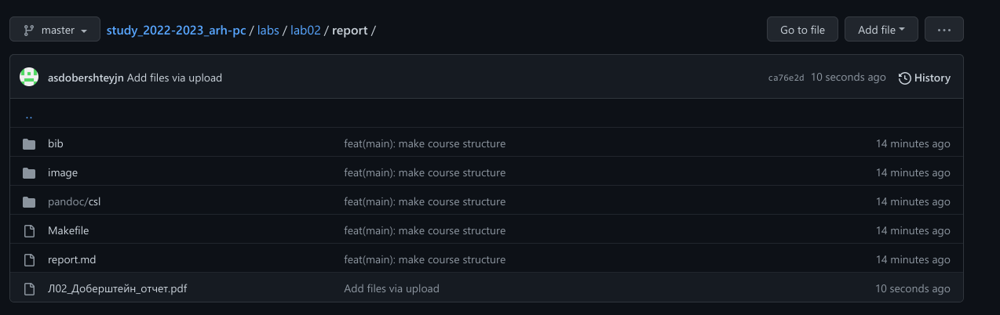 master study_2022-2023_arh-pc / labs / lab02 / report / Go to file Add file ...
asdobershteyjn Add files via upload ca76e2d 10 seconds ago History
..
bib feat(main): make course structure 14 minutes ago
image feat(main): make course structure 14 minutes ago
pandoc/csl feat(main): make course structure 14 minutes ago
Makefile feat(main): make course structure 14 minutes ago
report.md feat(main): make course structure 14 minutes ago
Л02_Доберштейн_отчет.pdf Add files via upload 10 seconds ago